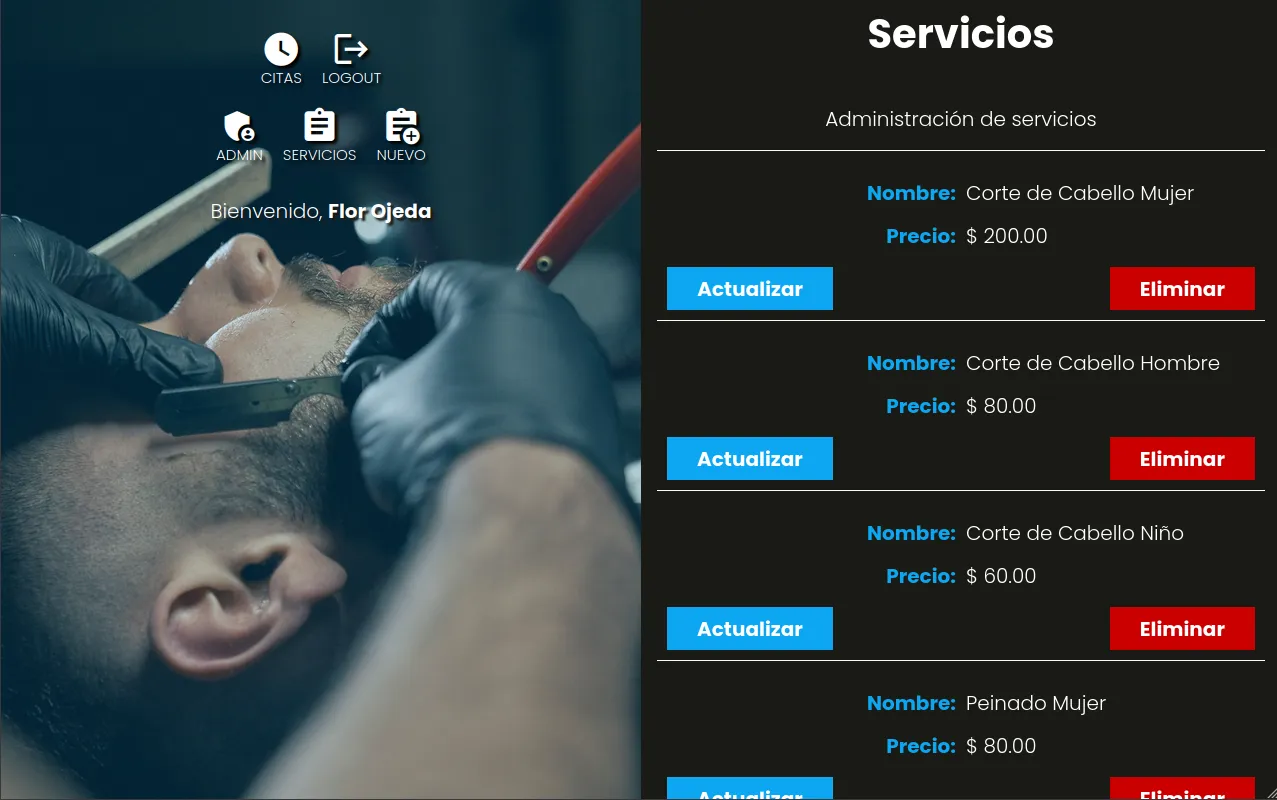 CITAS LOGOUT
ADMIN SERVICIOS NUEVO
Bienvenido, Flor Ojeda
Servicios
Administración de servicios
Nombre: Corte de Cabello Mujer
Precio: $ 200.00
Actualizar Eliminar
Nombre: Corte de Cabello Hombre
Precio: $ 80.00
Actualizar Eliminar
Nombre: Corte de Cabello Niño
Precio: $ 60.00
Actualizar Eliminar
Nombre: Peinado Mujer
Precio: $ 80.00
Actualizar Eliminar